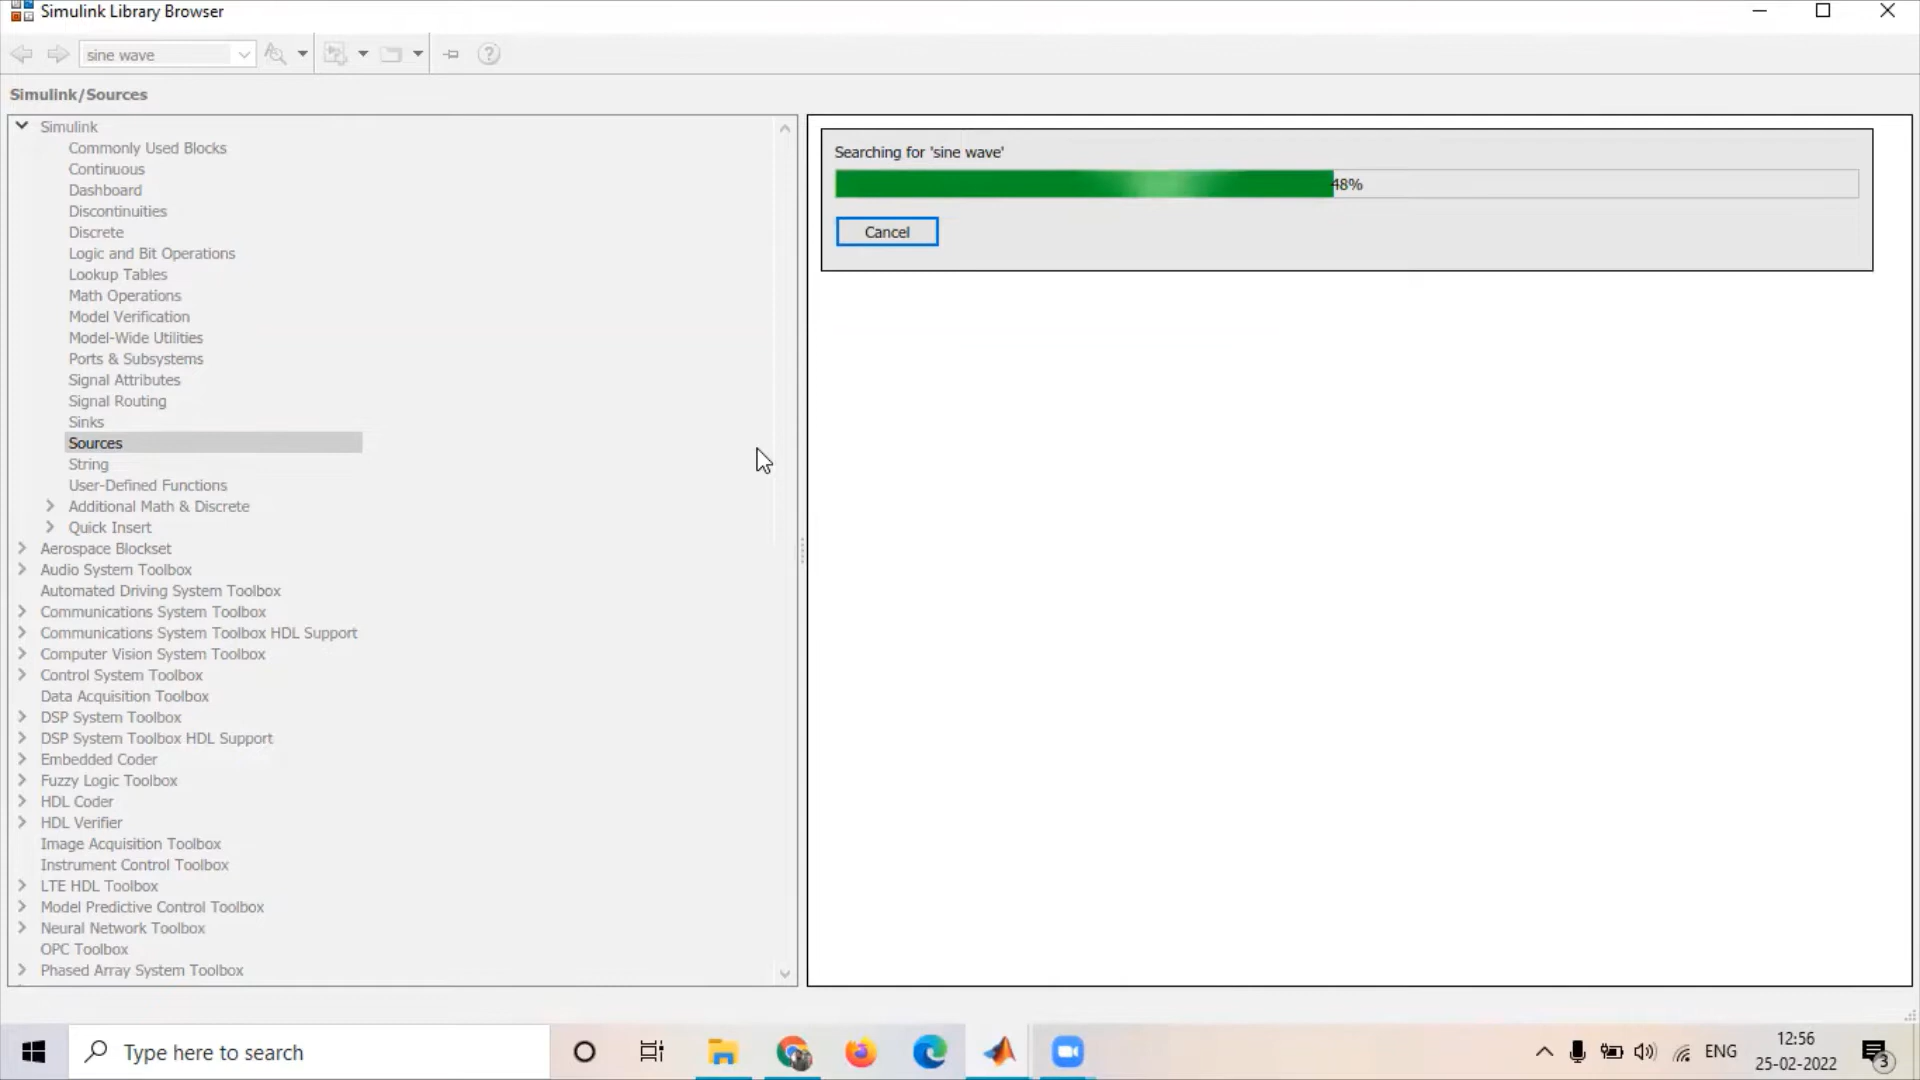 Simulink Library Browser
sine wave
Simulink/Sources
Simulink
Commonly Used Blocks
Continuous
Dashboard
Discontinuities
Discrete
Logic and Bit Operations
Lookup Tables
Math Operations
Model Verification
Model-Wide Utilities
Ports & Subsystems
Signal Attributes
Signal Routing
Sinks
Sources
String
User-Defined Functions
Additional Math & Discrete
Quick Insert
Aerospace Blockset
Audio System Toolbox
Automated Driving System Toolbox
Communications System Toolbox
Communications System Toolbox HDL Support
Computer Vision System Toolbox
Control System Toolbox
Data Acquisition Toolbox
DSP System Toolbox
DSP System Toolbox HDL Support
Embedded Coder
Fuzzy Logic Toolbox
HDL Coder
HDL Verifier
Image Acquisition Toolbox
Instrument Control Toolbox
LTE HDL Toolbox
Model Predictive Control Toolbox
Neural Network Toolbox
OPC Toolbox
Phased Array System Toolbox
Searching for 'sine wave'
48%
Cancel
Type here to search
ENG
12:56
25-02-2022
3